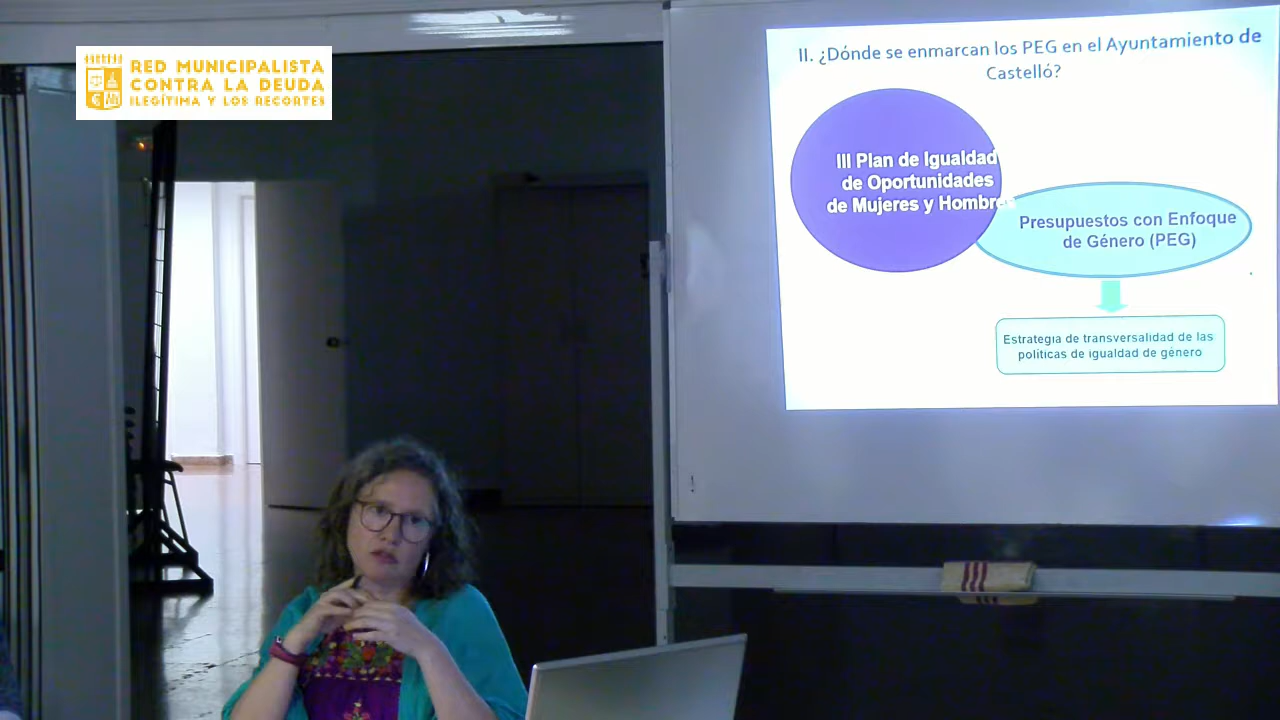 RED MUNICIPALISTA
CONTRA LA DEUDA
ILEGÍTIMA Y LOS RECORTES
II. ¿Dónde se enmarcan los PEG en el Ayuntamiento de
Castelló?
III Plan de Igualdad
de Oportunidades
de Mujeres y Hombres
Presupuestos con Enfoque
de Género (PEG)
Estrategia de transversalidad de las
políticas de igualdad de género